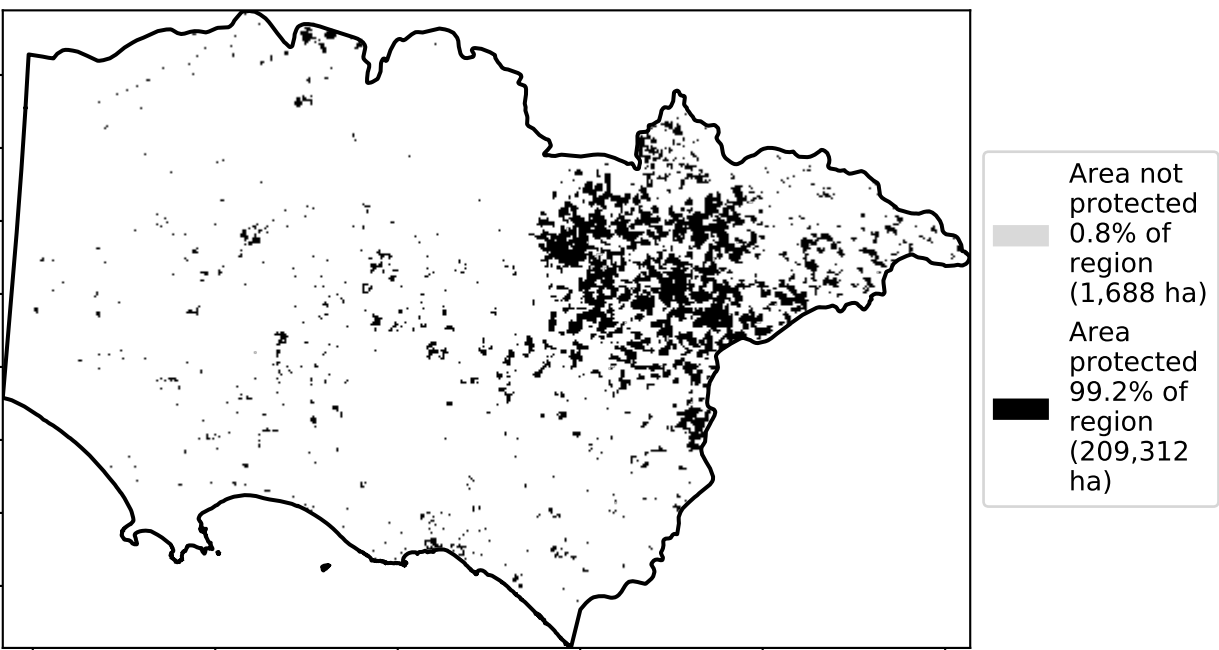 Area not
protected
0.8% of
region
(1,688 ha)
Area
protected
99.2% of
region
(209,312
ha)